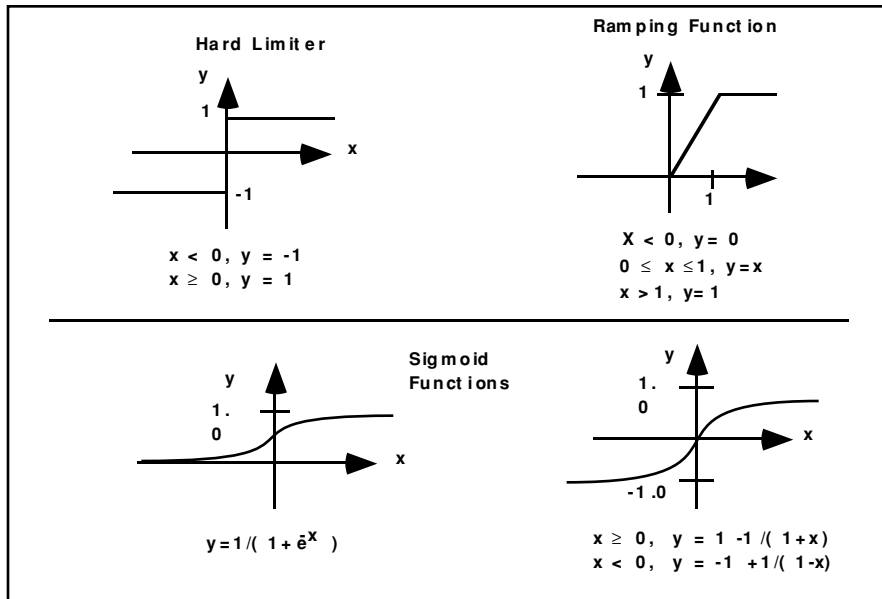 Hard Limiter
y
1
x
-1
x < 0, y = -1
x ≥ 0, y = 1
Ramping Function
y
1
x
1
X < 0, y= 0
0 ≤ x ≤1, y=x
x >1, y=1
Sigmoid
Functions
y
1.
0
x
y=1/( 1+ e⁻ˣ )
y
1.
0
x
-1.0
x ≥ 0, y = 1 -1/( 1+x)
x < 0, y = -1 +1/( 1-x)